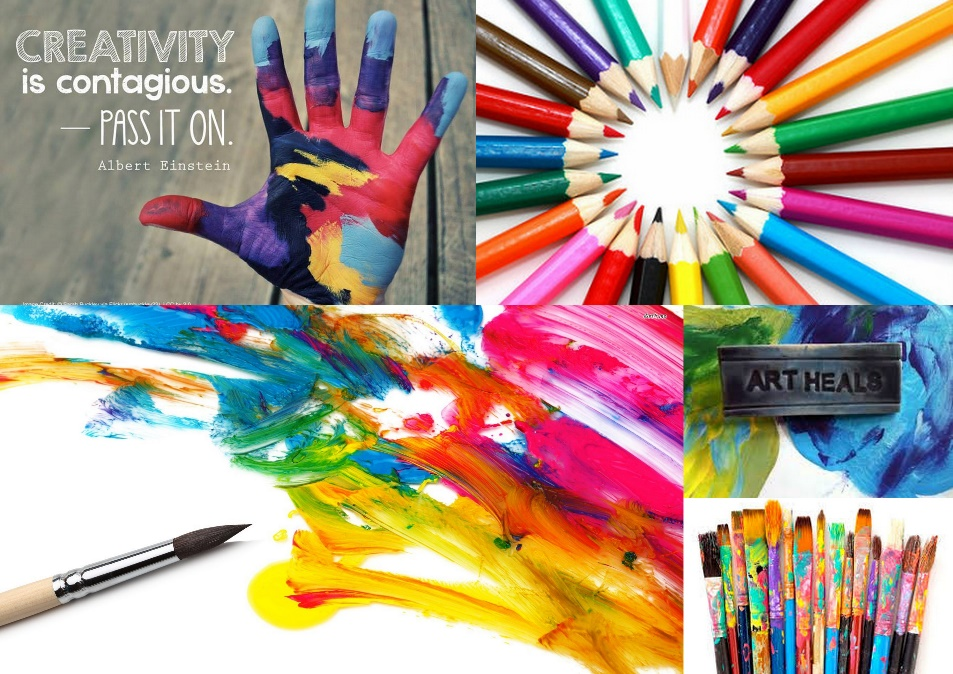 CREATIVITY
is contagious.
— PASS IT ON.
Albert Einstein
ART HEALS